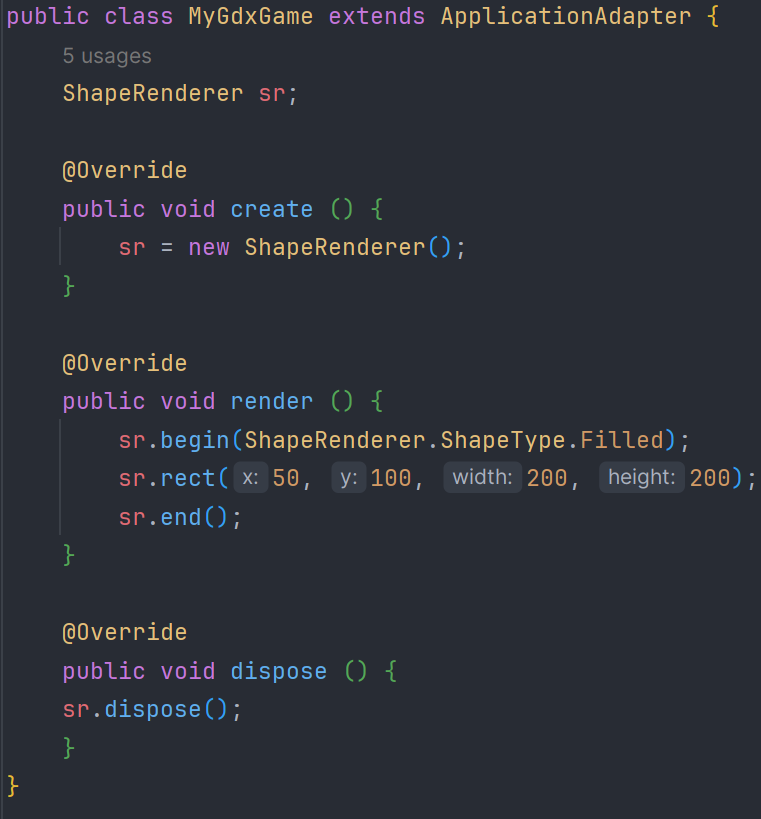 public class MyGdxGame extends ApplicationAdapter {
5 usages
ShapeRenderer sr;
@Override
public void create () {
sr = new ShapeRenderer();
}
@Override
public void render () {
sr.begin(ShapeRenderer.ShapeType.Filled);
sr.rect( x: 50, y: 100, width: 200, height: 200);
sr.end();
}
@Override
public void dispose () {
sr.dispose();
}
}